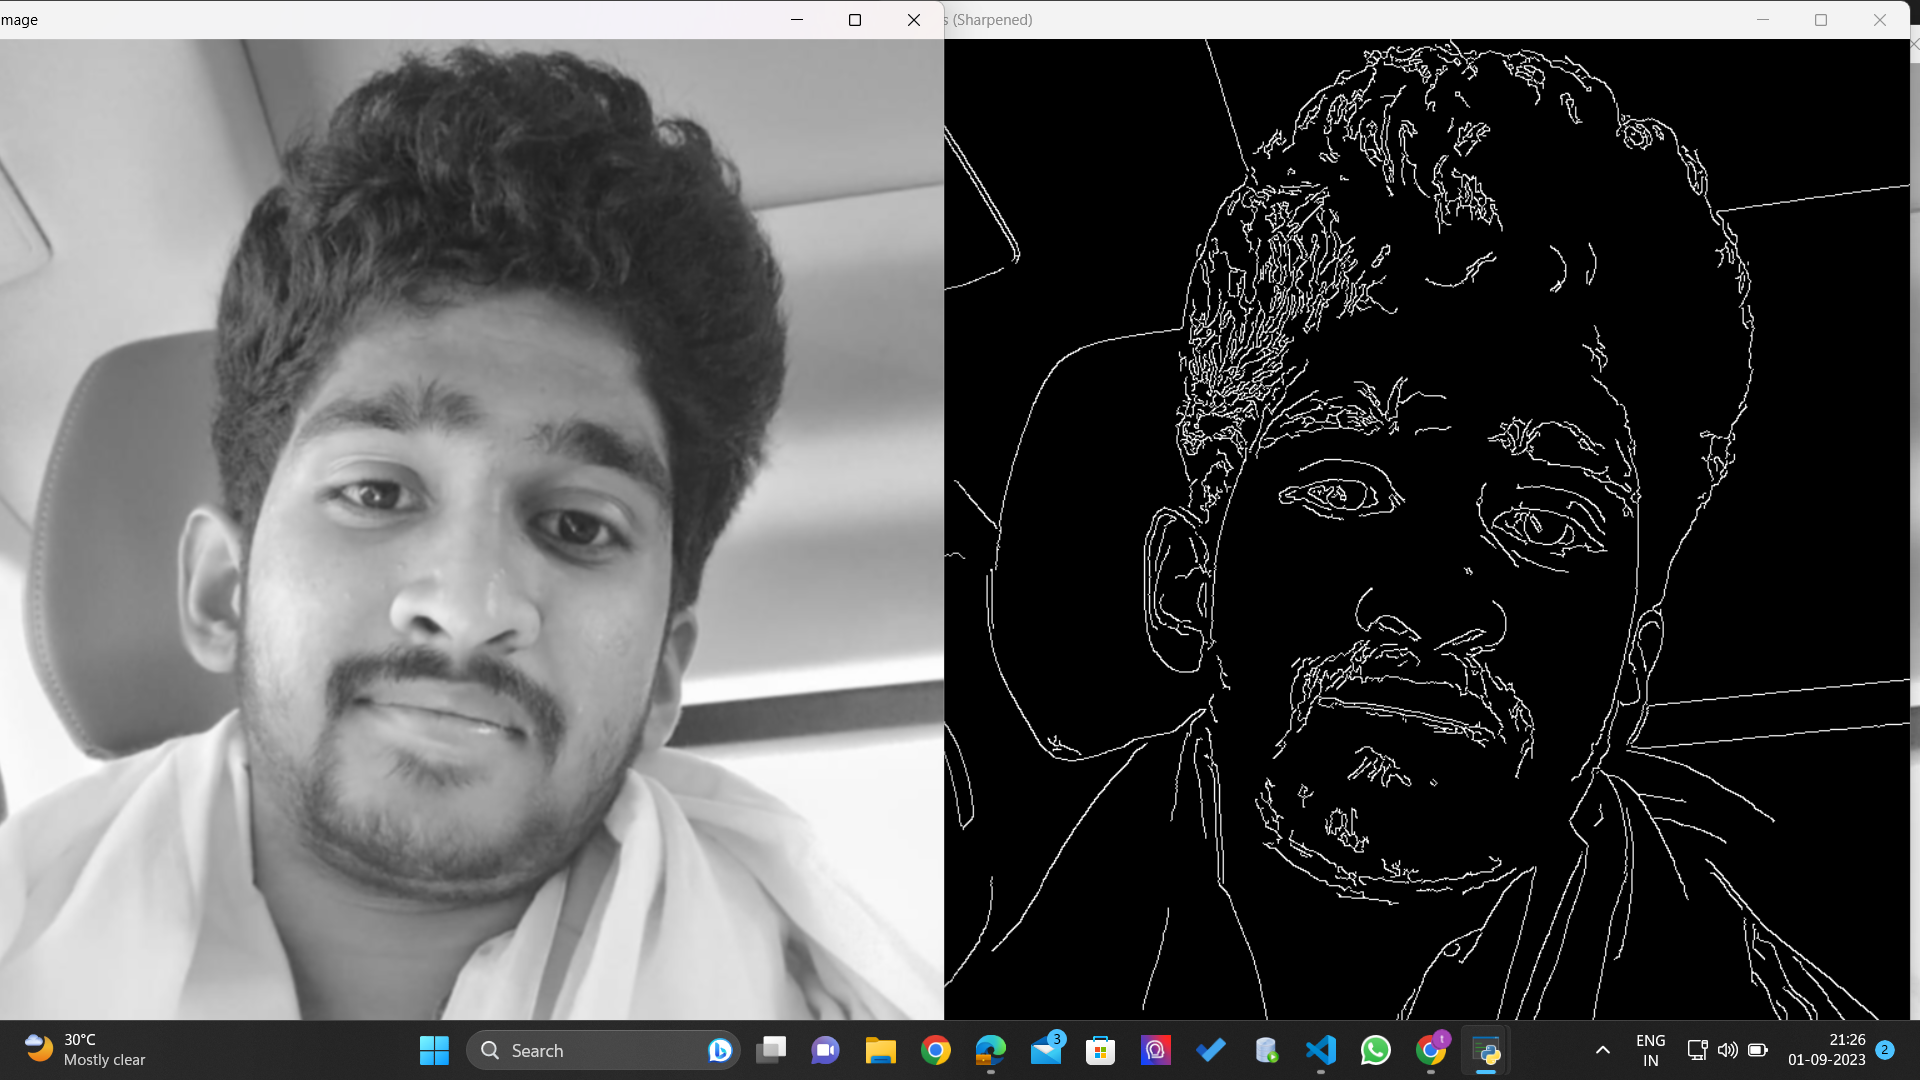 mage
s (Sharpened)
30°C
Mostly clear
Search
3
t
ENG
IN
21:26
01-09-2023
2